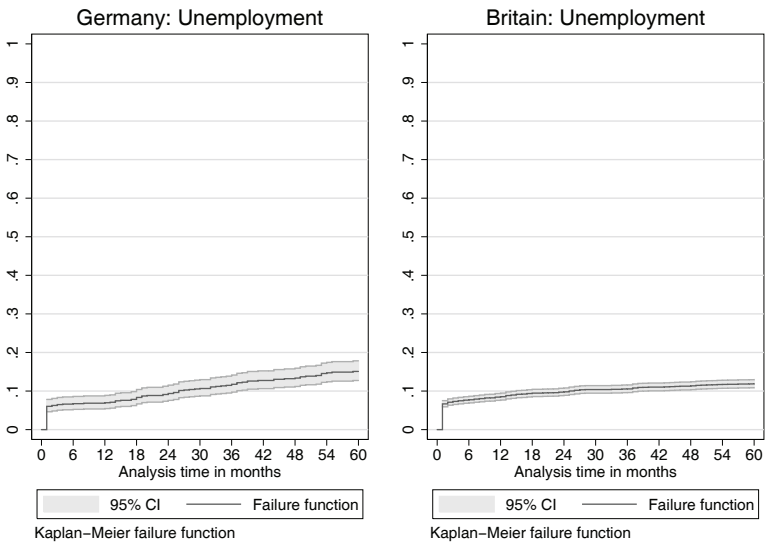 Germany: Unemployment
1
.9
.8
.7
.6
.5
.4
.3
.2
.1
0
0 6 12 18 24 30 36 42 48 54 60
Analysis time in months
95% CI Failure function
Kaplan–Meier failure function
Britain: Unemployment
1
.9
.8
.7
.6
.5
.4
.3
.2
.1
0
0 6 12 18 24 30 36 42 48 54 60
Analysis time in months
95% CI Failure function
Kaplan–Meier failure function